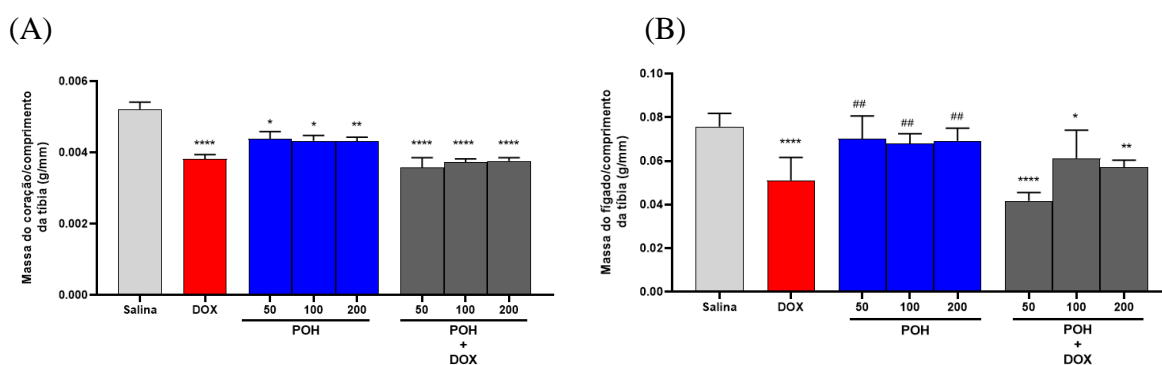 (A)
Massa do coração/comprimento
da tíbia (g/mm)
0.006
0.004
0.002
0.000
****
*
*
**
****
****
****
Salina
DOX
50
100
200
50
100
200
POH
POH
+
DOX
(B)
Massa do fígado/comprimento
da tíbia (g/mm)
0.10
0.08
0.06
0.04
0.02
0.00
****
##
##
##
****
*
**
Salina
DOX
50
100
200
50
100
200
POH
POH
+
DOX